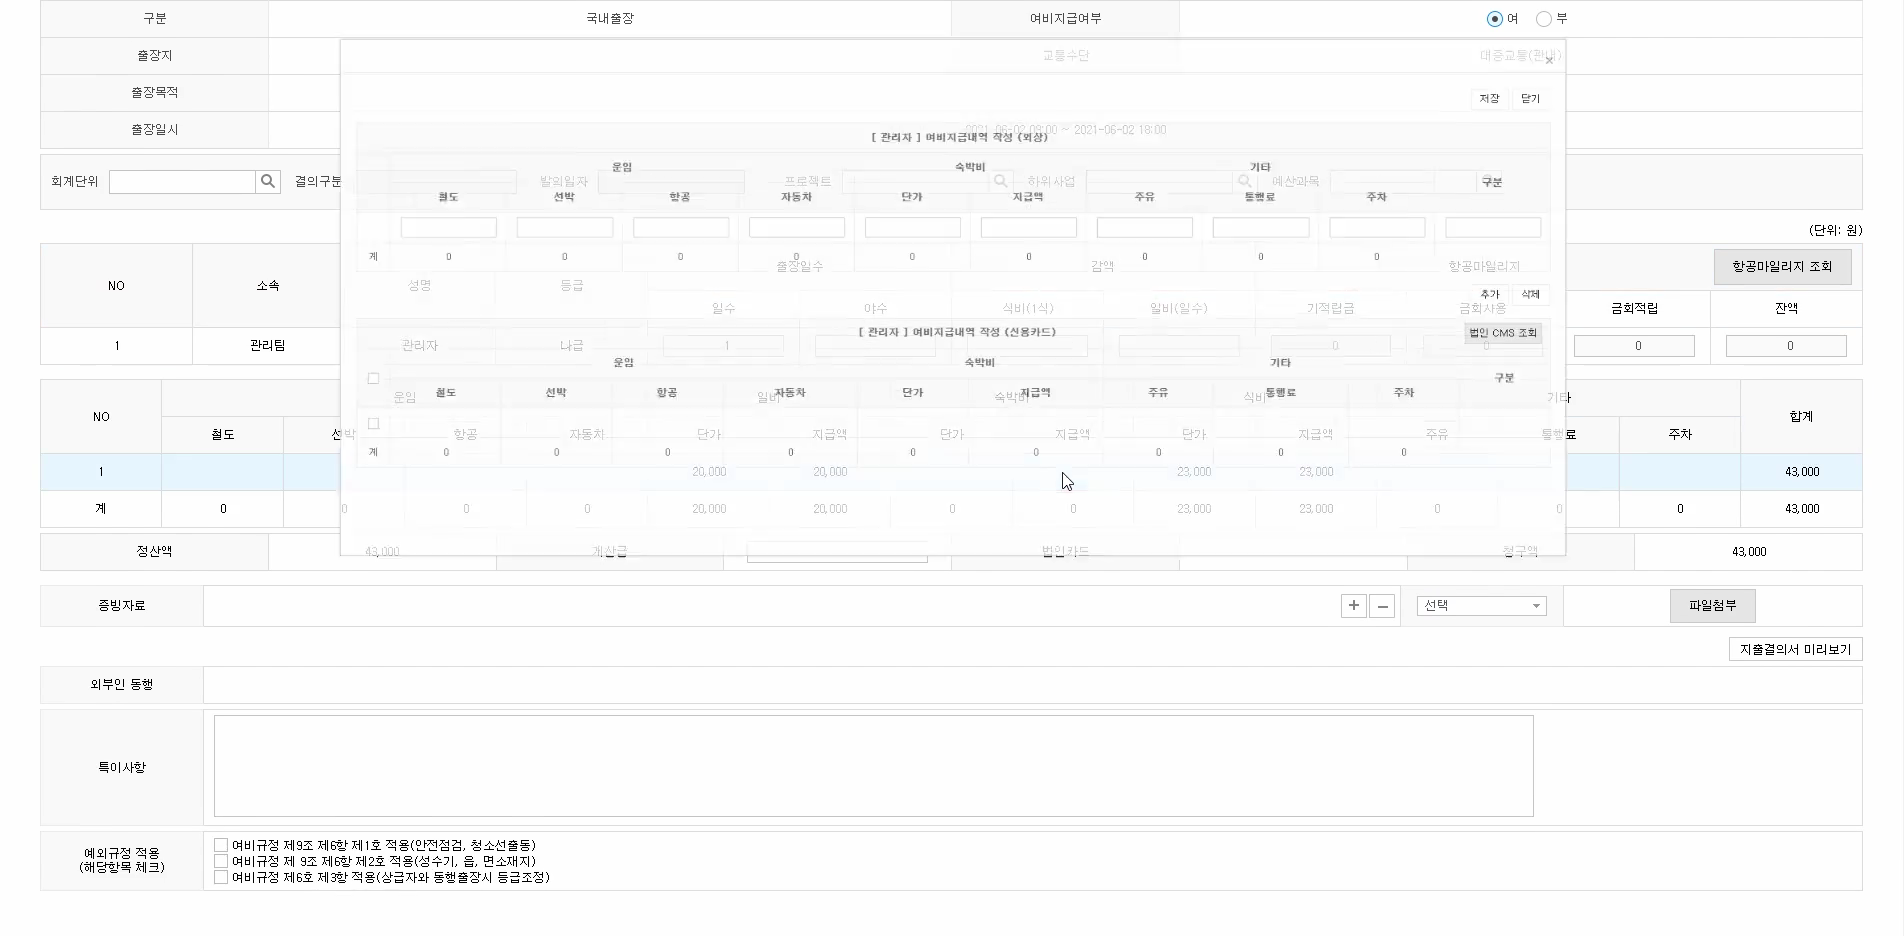 구분 국내출장 여비지급여부 여 부
출장지 교통수단 대중교통(관내)
출장목적
출장일시 2021-06-02 09:00 ~ 2021-06-02 18:00
×
저장 닫기
[ 관리자 ] 여비지급내역 작성 (외상)
운임 숙박비 기타 구분
철도 선박 항공 자동차 단가 지급액 주유 통행료 주차
계 0 0 0 0 0 0 0 0 0
추가 삭제
[ 관리자 ] 여비지급내역 작성 (신용카드) 법인 CMS 조회
운임 숙박비 기타 구분
철도 선박 항공 자동차 단가 지급액 주유 통행료 주차
계 0 0 0 0 0 0 0 0 0
회계단위 결의구분 발의일자 프로젝트 하위사업 예산과목
(단위: 원)
NO 소속 성명 등급 출장일수 감액 항공마일리지 항공마일리지 조회
일수 야수 식비(1식) 일비(일수) 기적립금 금회사용 금회적립 잔액
1 관리팀 관리자 나급 1 0 0 0 0
NO 운임 일비 숙박비 식비 기타 합계
철도 선박 항공 자동차 단가 지급액 단가 지급액 단가 지급액 주유 통행료 주차
1 20,000 20,000 23,000 23,000 43,000
계 0 0 0 0 20,000 20,000 0 0 23,000 23,000 0 0 0 43,000
정산액 43,000 개산급 법인카드 청구액 43,000
증빙자료 + − 선택 파일첨부
지출결의서 미리보기
외부인 동행
특이사항
예외규정 적용
(해당항목 체크)
여비규정 제9조 제6항 제1호 적용(안전점검, 청소선출동)
여비규정 제 9조 제6항 제2호 적용(성수기, 읍, 면소재지)
여비규정 제6호 제3항 적용(상급자와 동행출장시 등급조정)